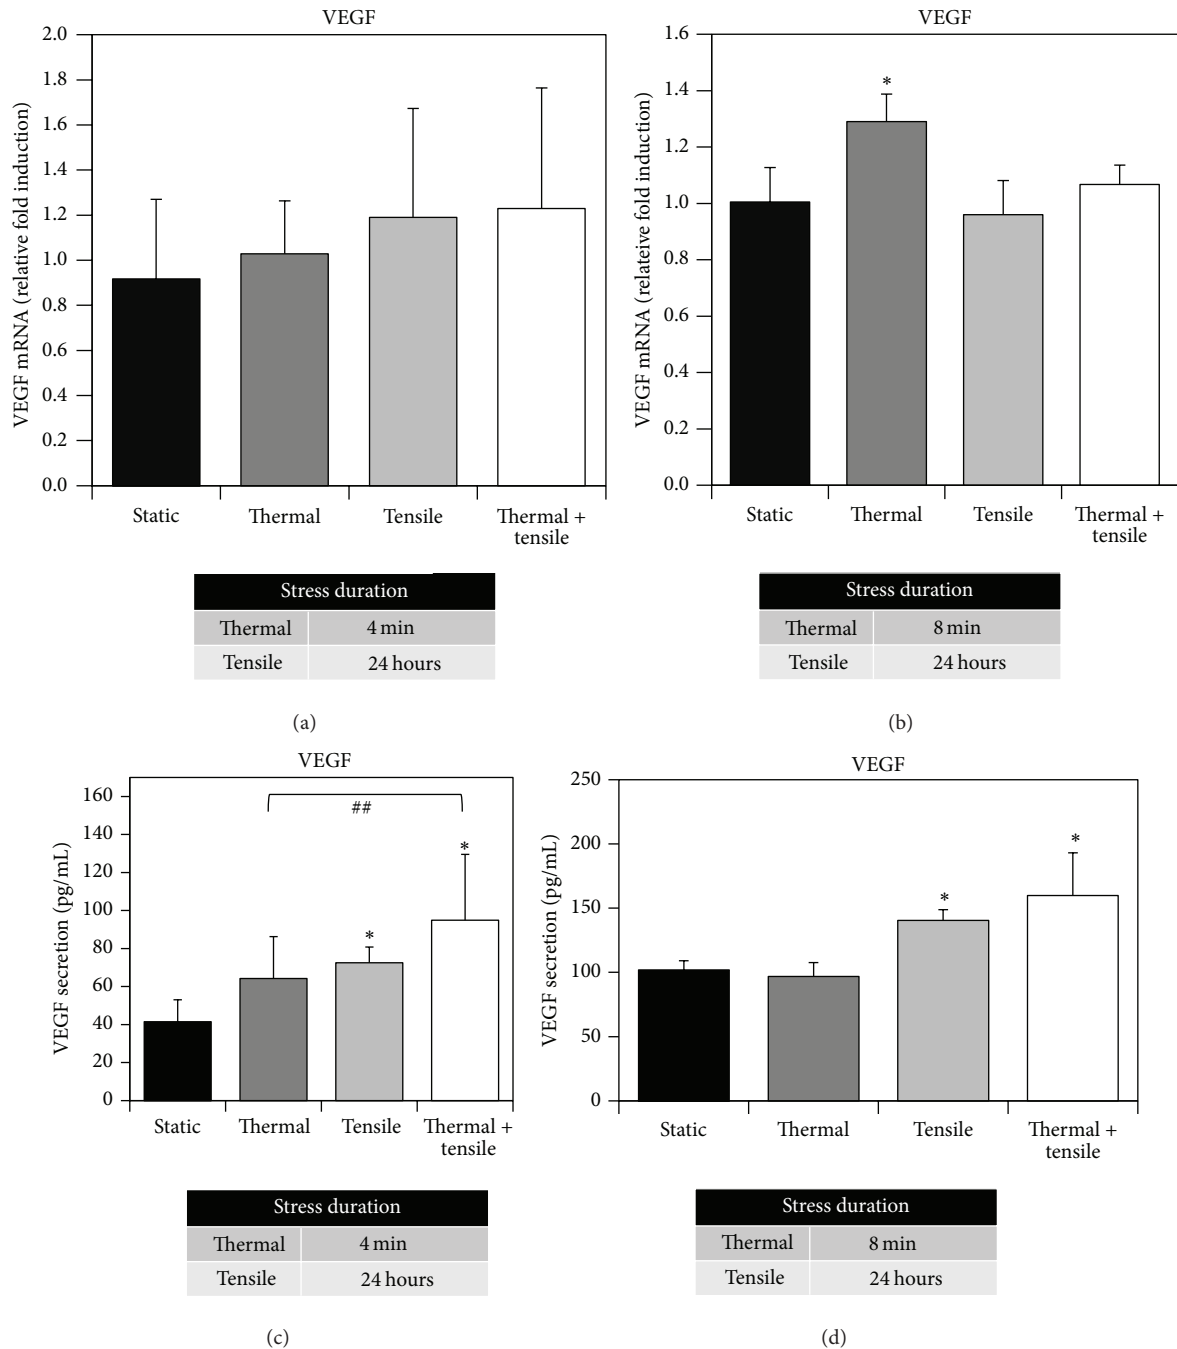 VEGF
VEGF mRNA (relative fold induction)
2.0
1.8
1.6
1.4
1.2
1.0
0.8
0.6
0.4
0.2
0.0
Static
Thermal
Tensile
Thermal +
tensile
Stress duration
Thermal 4 min
Tensile 24 hours
(a)
VEGF
VEGF mRNA (relateive fold induction)
1.6
1.4
1.2
1.0
0.8
0.6
0.4
0.2
0.0
*
Static
Thermal
Tensile
Thermal +
tensile
Stress duration
Thermal 8 min
Tensile 24 hours
(b)
VEGF
VEGF secretion (pg/mL)
160
140
120
100
80
60
40
20
0
##
*
*
Static
Thermal
Tensile
Thermal +
tensile
Stress duration
Thermal 4 min
Tensile 24 hours
(c)
VEGF
VEGF secretion (pg/mL)
250
200
150
100
50
0
*
*
Static
Thermal
Tensile
Thermal +
tensile
Stress duration
Thermal 8 min
Tensile 24 hours
(d)